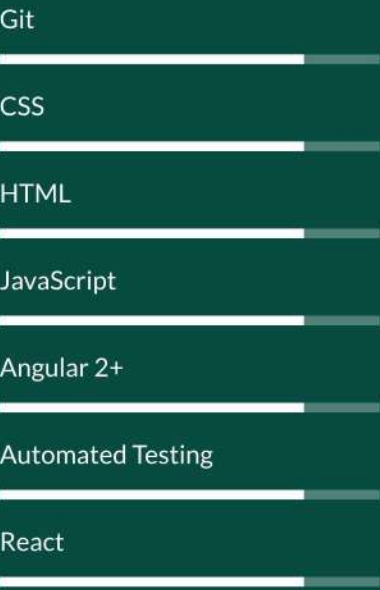 Git
CSS
HTML
JavaScript
Angular 2+
Automated Testing
React